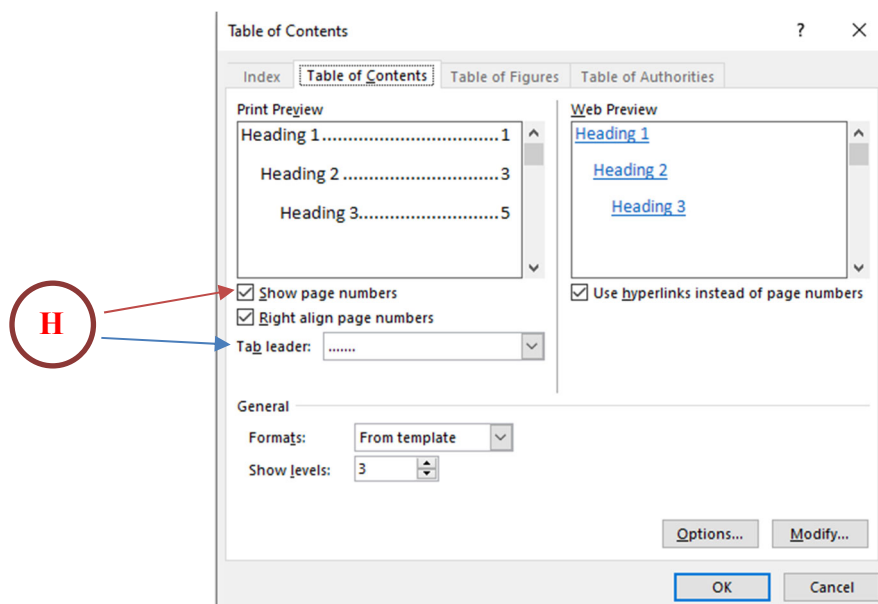 Table of Contents ?
Index Table of Contents Table of Figures Table of Authorities
Print Preview
Heading 1..................................1
Heading 2 .............................3
Heading 3..........................5
Web Preview
Heading 1
Heading 2
Heading 3
H
Show page numbers
Right align page numbers
Tab leader: .......
Use hyperlinks instead of page numbers
General
Formats: From template
Show levels: 3
Options... Modify...
OK Cancel